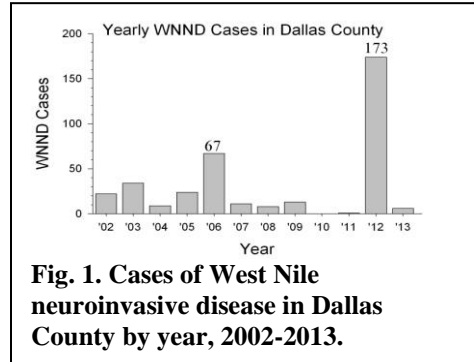 Yearly WNND Cases in Dallas County
200
150
100
50
0
WNND Cases
67
173
'02 '03 '04 '05 '06 '07 '08 '09 '10 '11 '12 '13
Year
Fig. 1. Cases of West Nile
neuroinvasive disease in Dallas
County by year, 2002-2013.